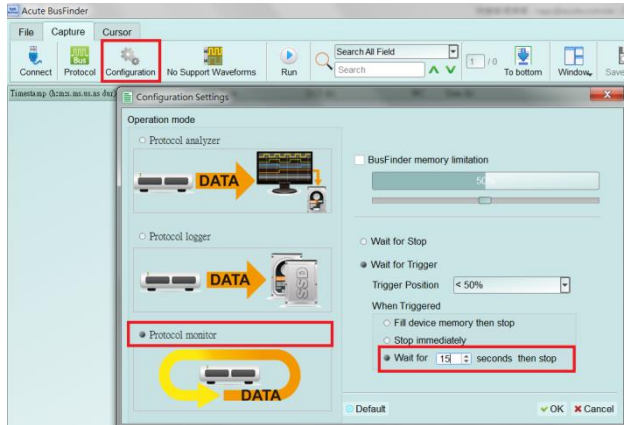 Acute BusFinder
File Capture Cursor
Bus
Connect Protocol Configuration No Support Waveforms Run
Search All Field
Search
1 / 0
To bottom Window
Configuration Settings
Operation mode
Protocol analyzer
DATA
Protocol logger
DATA
SSD
Protocol monitor
DATA
BusFinder memory limitation
Wait for Stop
Wait for Trigger
Trigger Position < 50%
When Triggered
Fill device memory then stop
Stop immediately
Wait for 15 seconds then stop
Default
OK Cancel